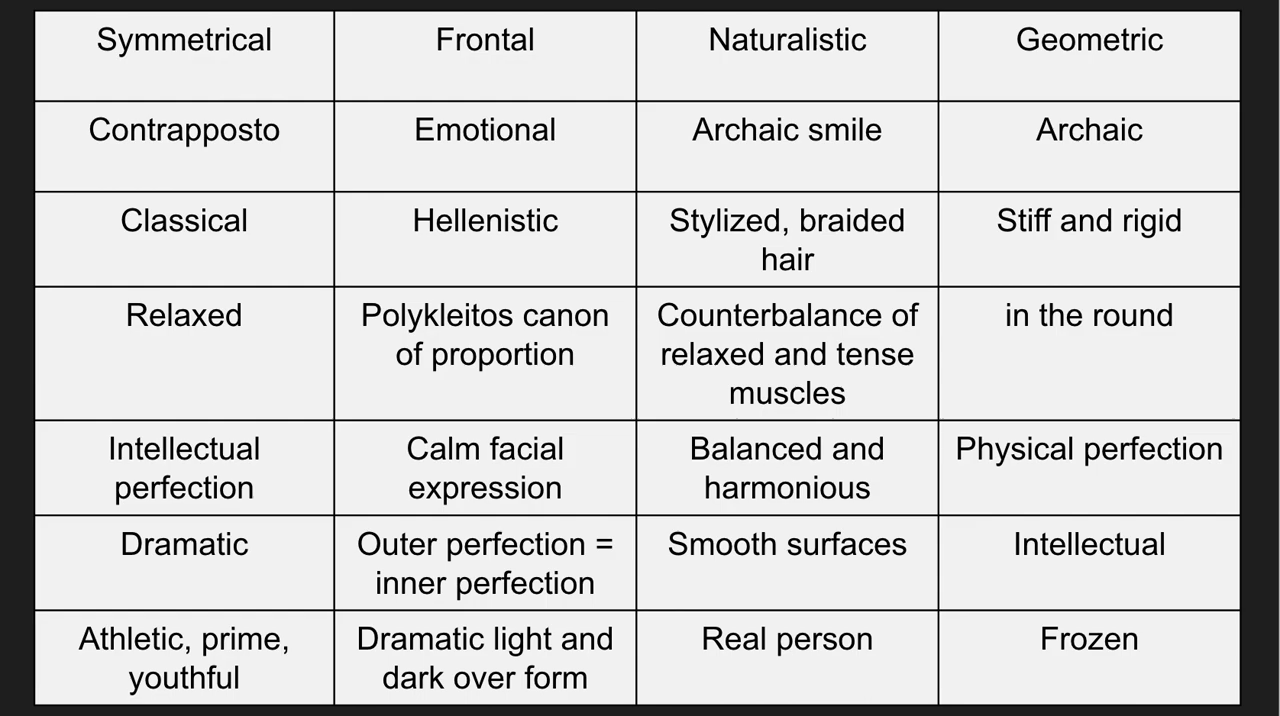 Symmetrical Frontal Naturalistic Geometric
Contrapposto Emotional Archaic smile Archaic
Classical Hellenistic Stylized, braided hair Stiff and rigid
Relaxed Polykleitos canon of proportion Counterbalance of relaxed and tense muscles in the round
Intellectual perfection Calm facial expression Balanced and harmonious Physical perfection
Dramatic Outer perfection = inner perfection Smooth surfaces Intellectual
Athletic, prime, youthful Dramatic light and dark over form Real person Frozen